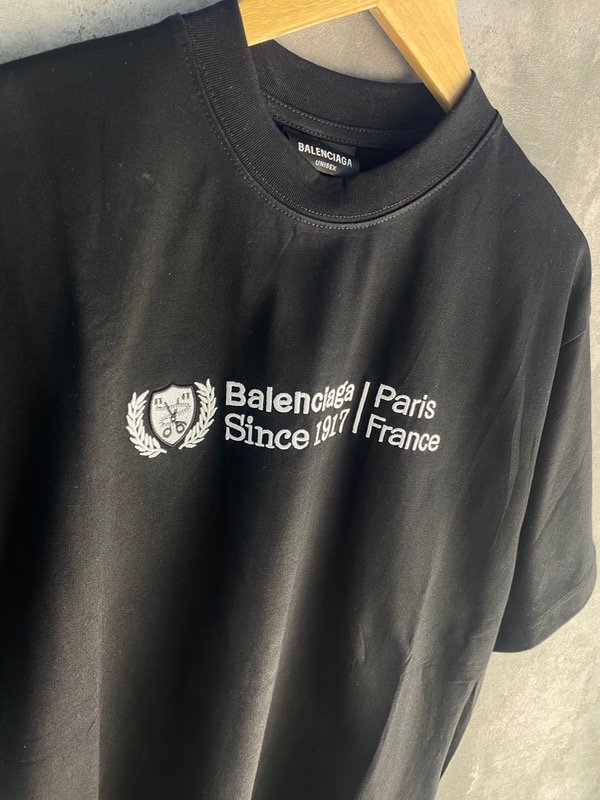 BALENCIAGA
UNISEX
Balenciaga | Paris
Since 1917 | France